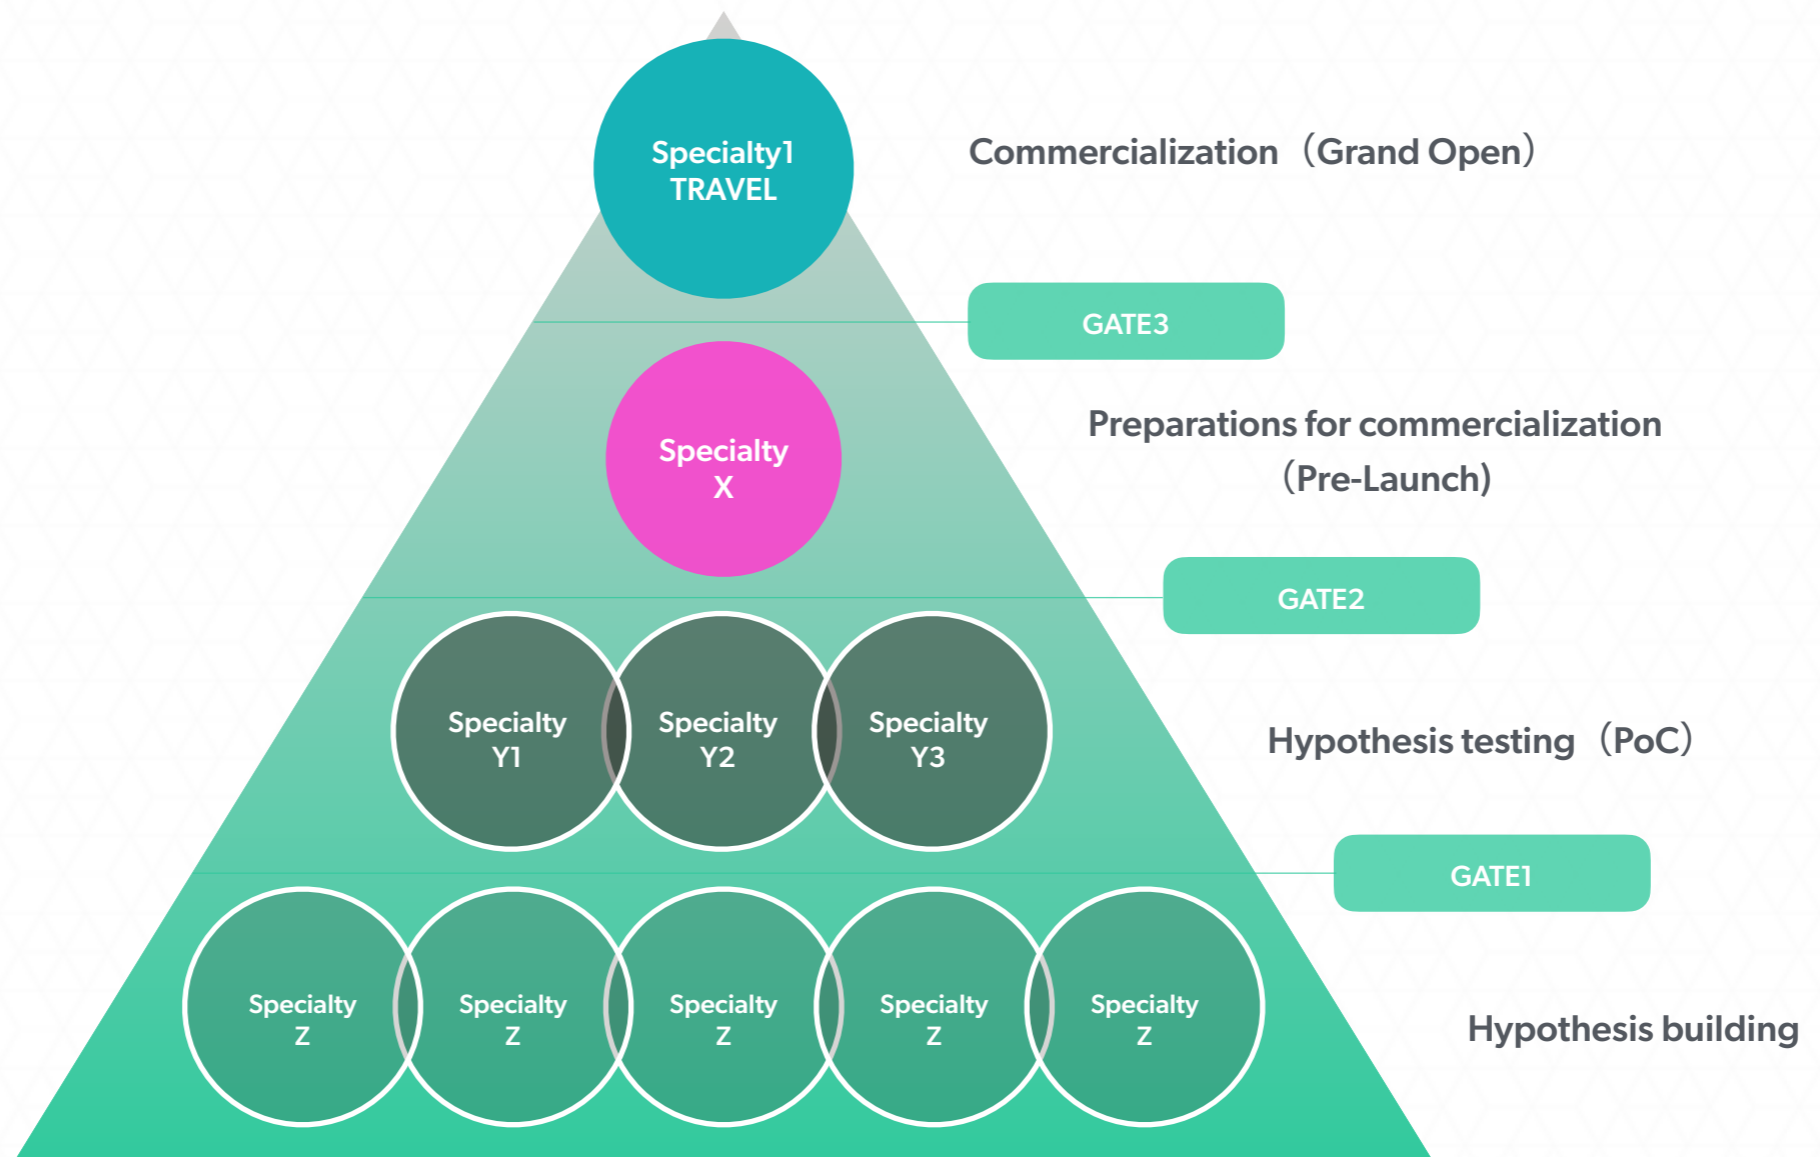 Specialty1
TRAVEL
Commercialization（Grand Open）
GATE3
Specialty
X
Preparations for commercialization
（Pre-Launch)
GATE2
Specialty
Y1
Specialty
Y2
Specialty
Y3
Hypothesis testing（PoC）
GATE1
Specialty
Z
Specialty
Z
Specialty
Z
Specialty
Z
Specialty
Z
Hypothesis building